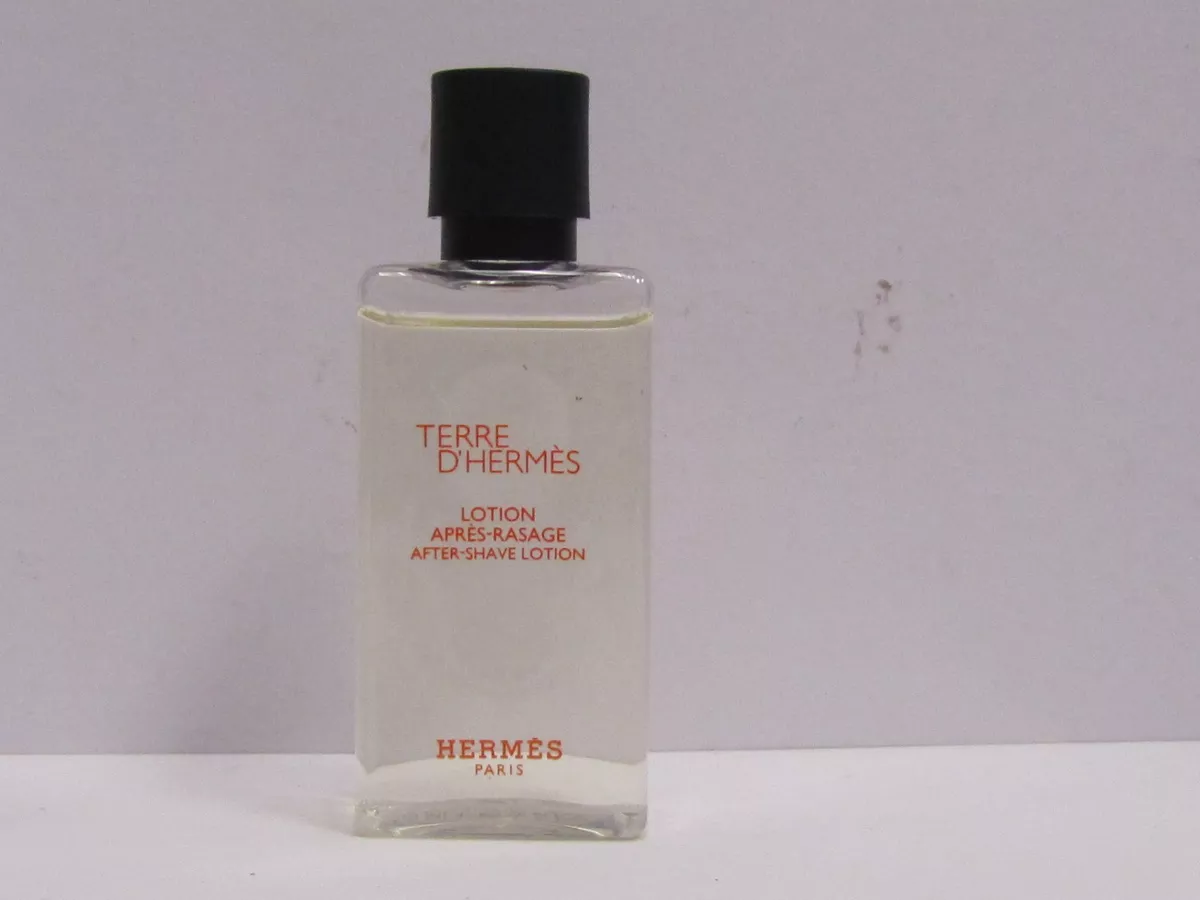 TERRE
D'HERMÈS
LOTION
APRÈS-RASAGE
AFTER-SHAVE LOTION
HERMÈS
PARIS